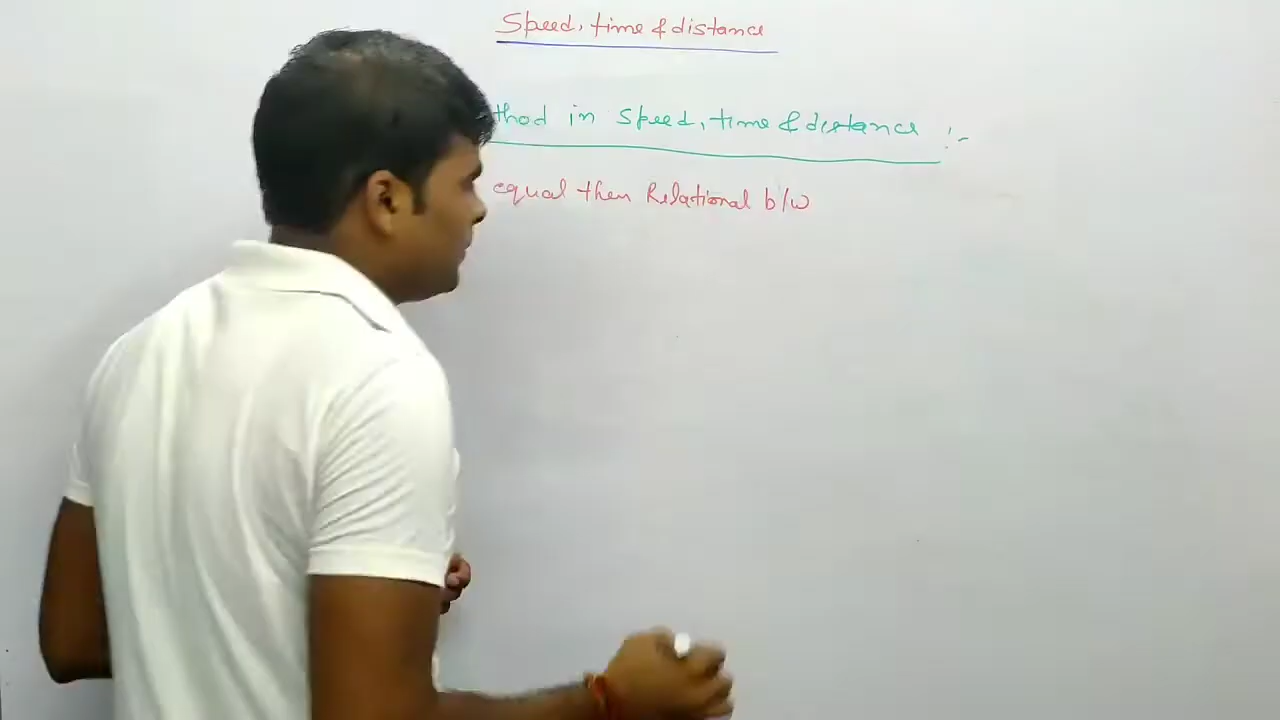 Speed, time & distance
thod in speed, time & distance :-
equal then Relational b/w